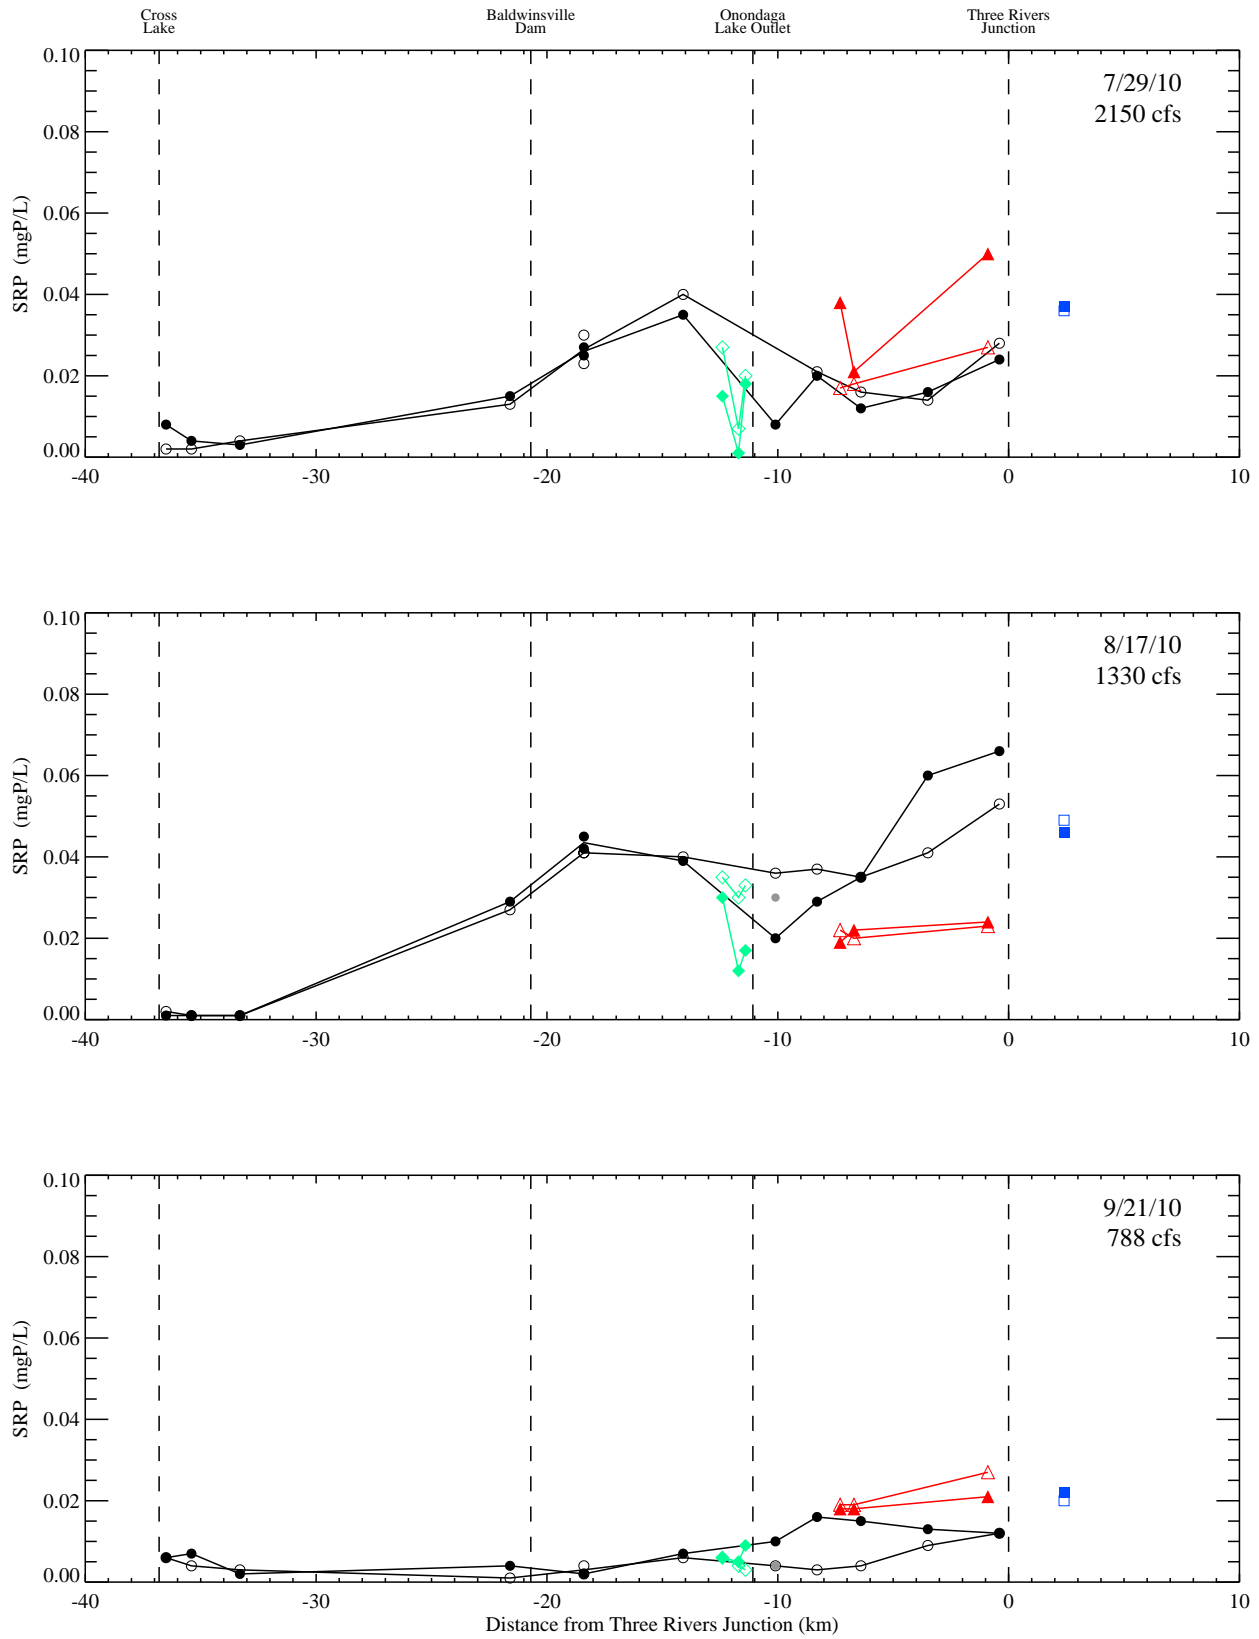 Cross Baldwinsville Onondaga Three Rivers
Lake Dam Lake Outlet Junction
0.10
7/29/10
2150 cfs
0.08
0.06
SRP (mgP/L)
0.04
0.02
0.00
-40 -30 -20 -10 0 10
0.10
8/17/10
1330 cfs
0.08
0.06
SRP (mgP/L)
0.04
0.02
0.00
-40 -30 -20 -10 0 10
0.10
9/21/10
788 cfs
0.08
0.06
SRP (mgP/L)
0.04
0.02
0.00
-40 -30 -20 -10 0 10
Distance from Three Rivers Junction (km)